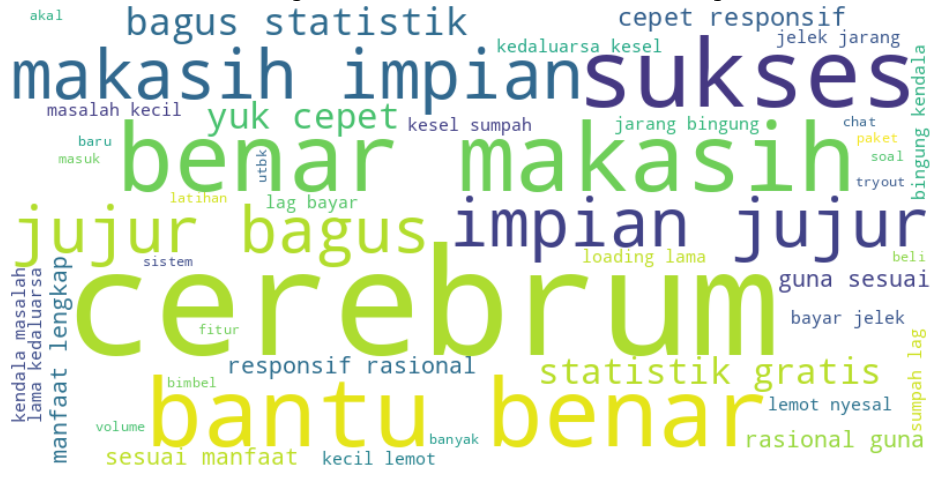 akal
bagus statistik
cepet responsif
jelek jarang
kedaluarsa kesel
makasih impian
sukses
masalah kecil
yuk cepet
kesel sumpah
jarang bingung
chat
paket
bingung kendala
baru
masuk
benar makasih
utbk
soal
tryout
latihan
lag bayar
jujur bagus
impian jujur
sistem
loading lama
beli
kendala masalah
lama kedaluarsa
manfaat lengkap
cerebrum
guna sesuai
fitur
bayar jelek
responsif rasional
statistik gratis
sumpah lag
bimbel
bantu benar
lemot nyesal
volume
banyak
rasional guna
sesuai manfaat
kecil lemot